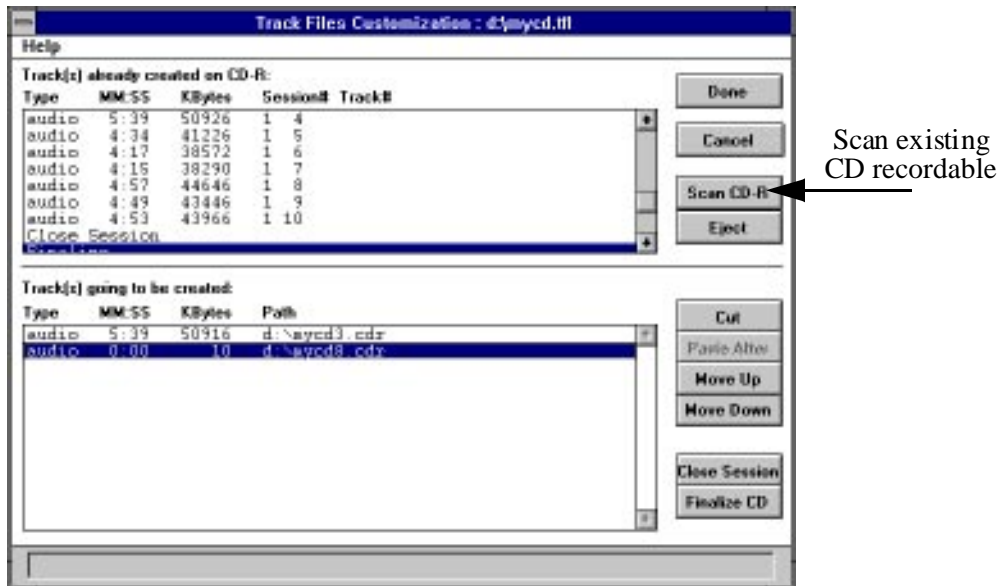 Track Files Customization : d:\mycd.tfl
Help
Track(s) already created on CD-R:
Type MM:SS KBytes Session# Track#
audio 5:39 50926 1 4
audio 4:34 41226 1 5
audio 4:17 38572 1 6
audio 4:15 38290 1 7
audio 4:57 44646 1 8
audio 4:49 43446 1 9
audio 4:53 43966 1 10
Close Session
Done
Cancel
Scan CD-R
Eject
Scan existing
CD recordable
Track(s) going to be created:
Type MM:SS KBytes Path
audio 5:39 50916 d:\mycd3.cdr
audio 0:00 10 d:\mycd8.cdr
Cut
Paste After
Move Up
Move Down
Close Session
Finalize CD